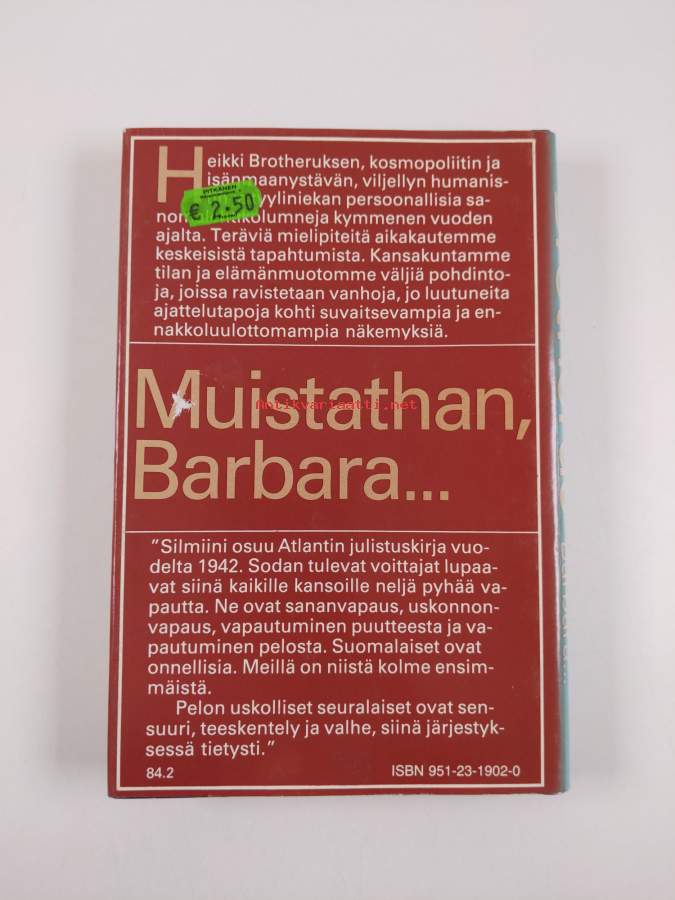 Heikki Brotheruksen, kosmopoliitin ja
isänmaanystävän, viljellyn humanis-
yyliniekan persoonallisia sa-
kolumneja kymmenen vuoden
ajalta. Teräviä mielipiteitä aikakautemme
keskeisistä tapahtumista. Kansakuntamme
tilan ja elämänmuotomme väljiä pohdinto-
ja, joissa ravistetaan vanhoja, jo luutuneita
ajattelutapoja kohti suvaitsevampia ja en-
nakkoluulottomampia näkemyksiä.
PITKÄNEN
€ 2.50
Muistathan,
Barbara...
Antikvariaatti.net
"Silmiini osuu Atlantin julistuskirja vuo-
delta 1942. Sodan tulevat voittajat lupaa-
vat siinä kaikille kansoille neljä pyhää va-
pautta. Ne ovat sananvapaus, uskonnon-
vapaus, vapautuminen puutteesta ja va-
pautuminen pelosta. Suomalaiset ovat
onnellisia. Meillä on niistä kolme ensim-
mäistä.
Pelon uskolliset seuralaiset ovat sen-
suuri, teeskentely ja valhe, siinä järjestyk-
sessä tietysti."
84.2
ISBN 951-23-1902-0